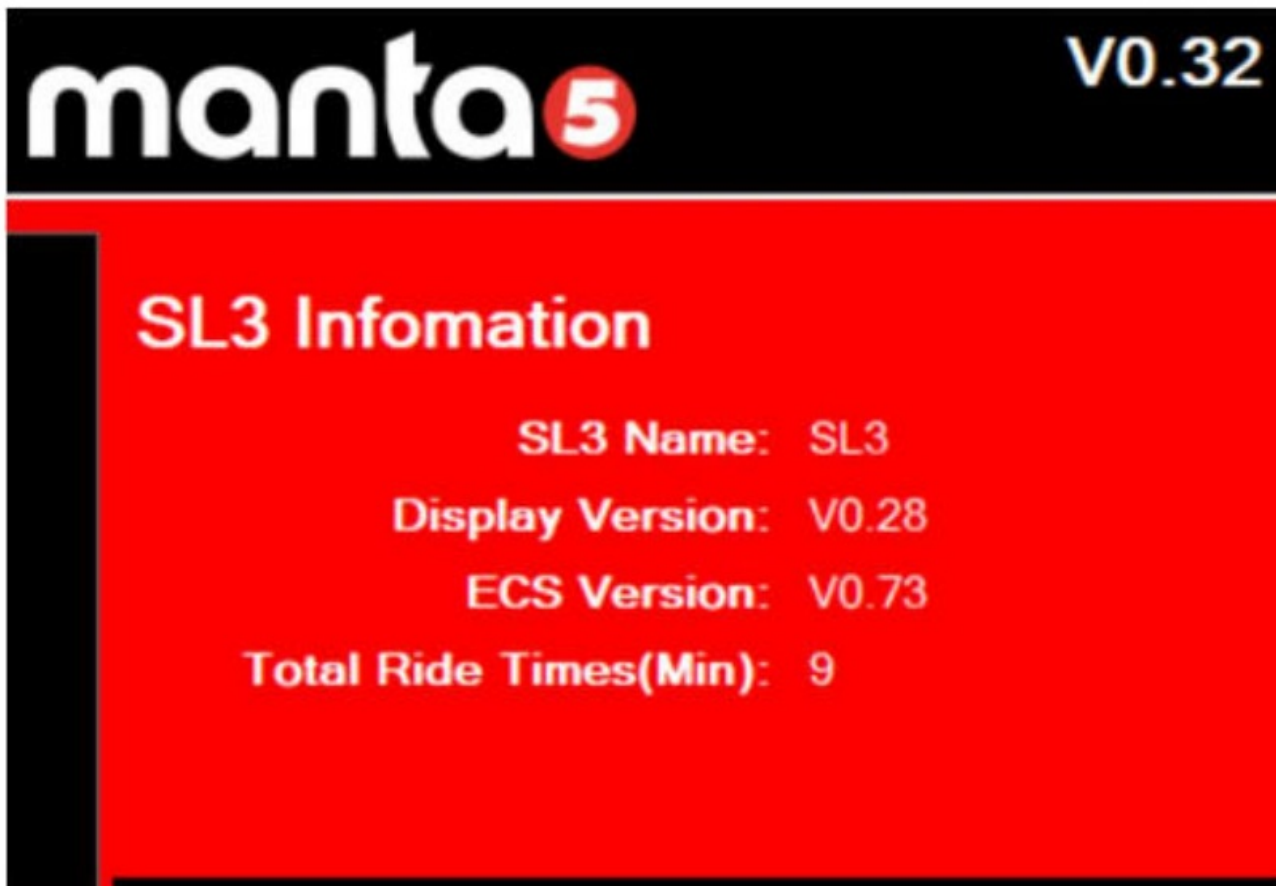 manta5
V0.32
SL3 Infomation
SL3 Name: SL3
Display Version: V0.28
ECS Version: V0.73
Total Ride Times(Min): 9